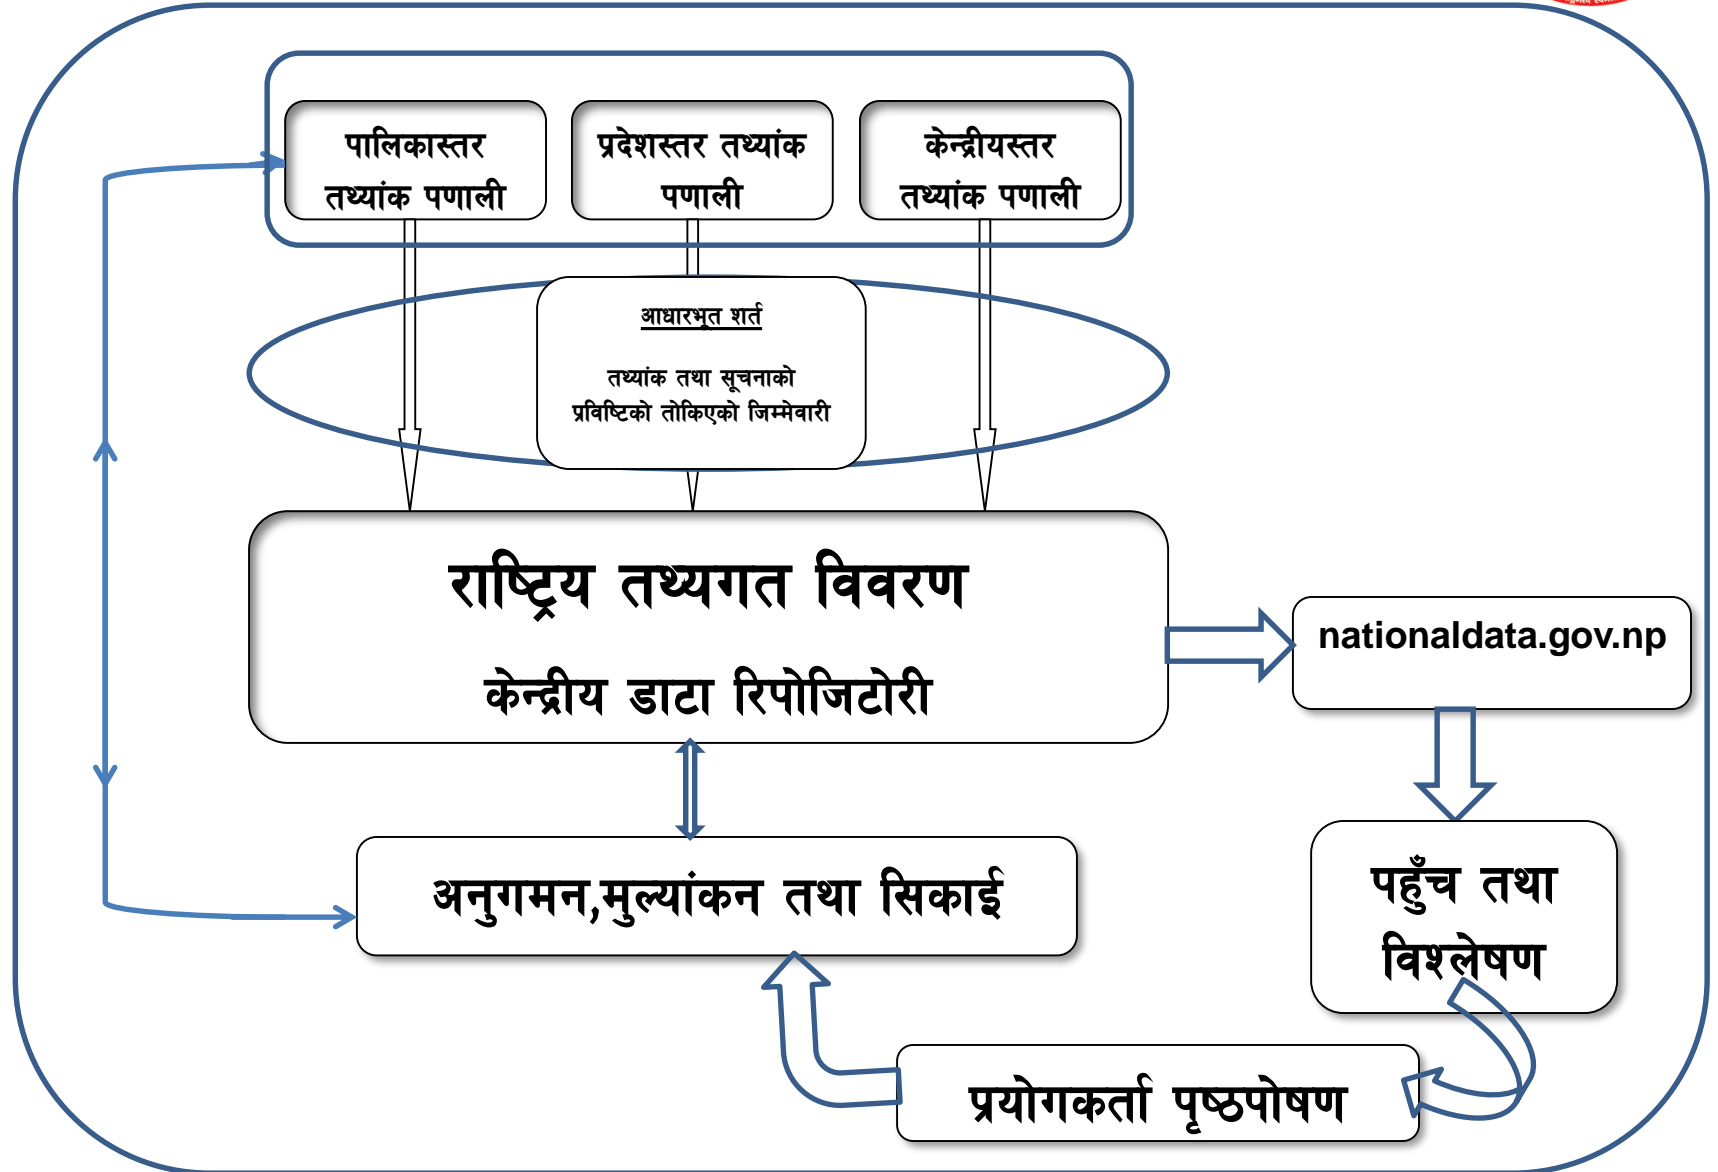 पालिकास्तर
तथ्यांक पणाली
प्रदेशस्तर तथ्यांक
पणाली
केन्द्रीयस्तर
तथ्यांक पणाली
आधारभूत शर्त
तथ्यांक तथा सूचनाको
प्रविष्टिको तोकिएको जिम्मेवारी
राष्ट्रिय तथ्यगत विवरण
केन्द्रीय डाटा रिपोजिटोरी
nationaldata.gov.np
अनुगमन,मुल्यांकन तथा सिकाई
पहुँच तथा
विश्लेषण
प्रयोगकर्ता पृष्ठपोषण